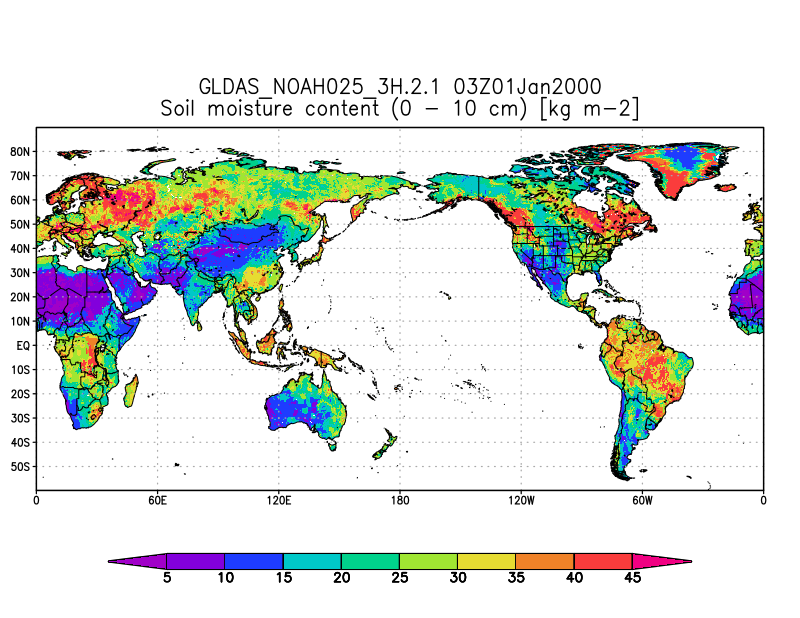 GLDAS_NOAH025_3H.2.1 03Z01Jan2000
Soil moisture content (0 − 10 cm) [kg m−2]
80N
70N
60N
50N
40N
30N
20N
10N
EQ
10S
20S
30S
40S
50S
0 60E 120E 180 120W 60W 0
5 10 15 20 25 30 35 40 45